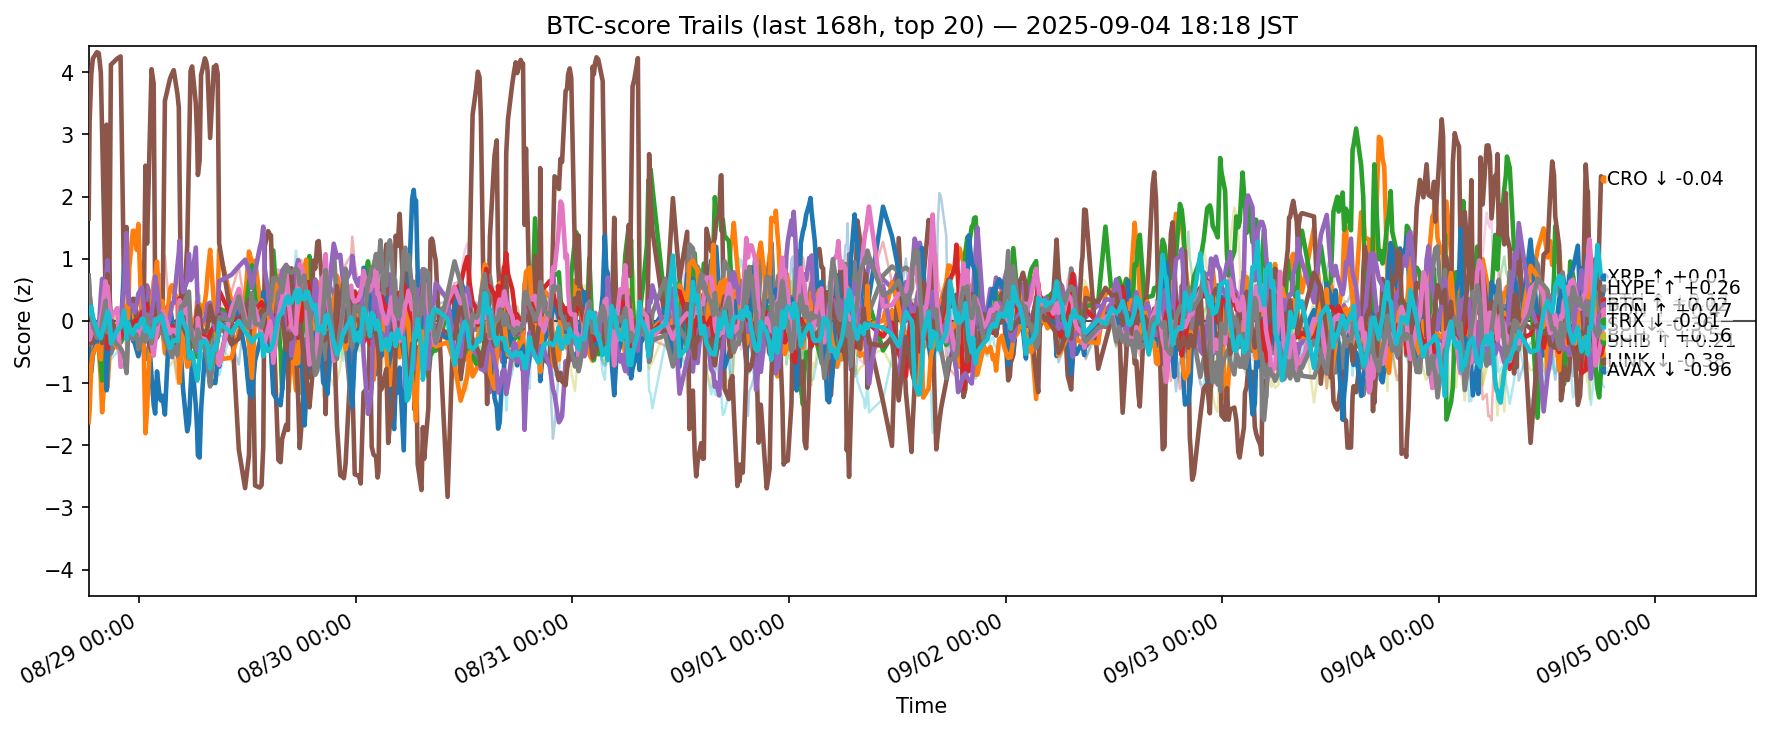 BTC-score Trails (last 168h, top 20) — 2025-09-04 18:18 JST
Score (z)
4
3
2
1
0
−1
−2
−3
−4
CRO ↓ -0.04
XRP ↑ +0.01
HYPE ↑ +0.26
TRX ↓ -0.01
LINK ↓ -0.38
AVAX ↓ -0.96
08/29 00:00
08/30 00:00
08/31 00:00
09/01 00:00
09/02 00:00
09/03 00:00
09/04 00:00
09/05 00:00
Time